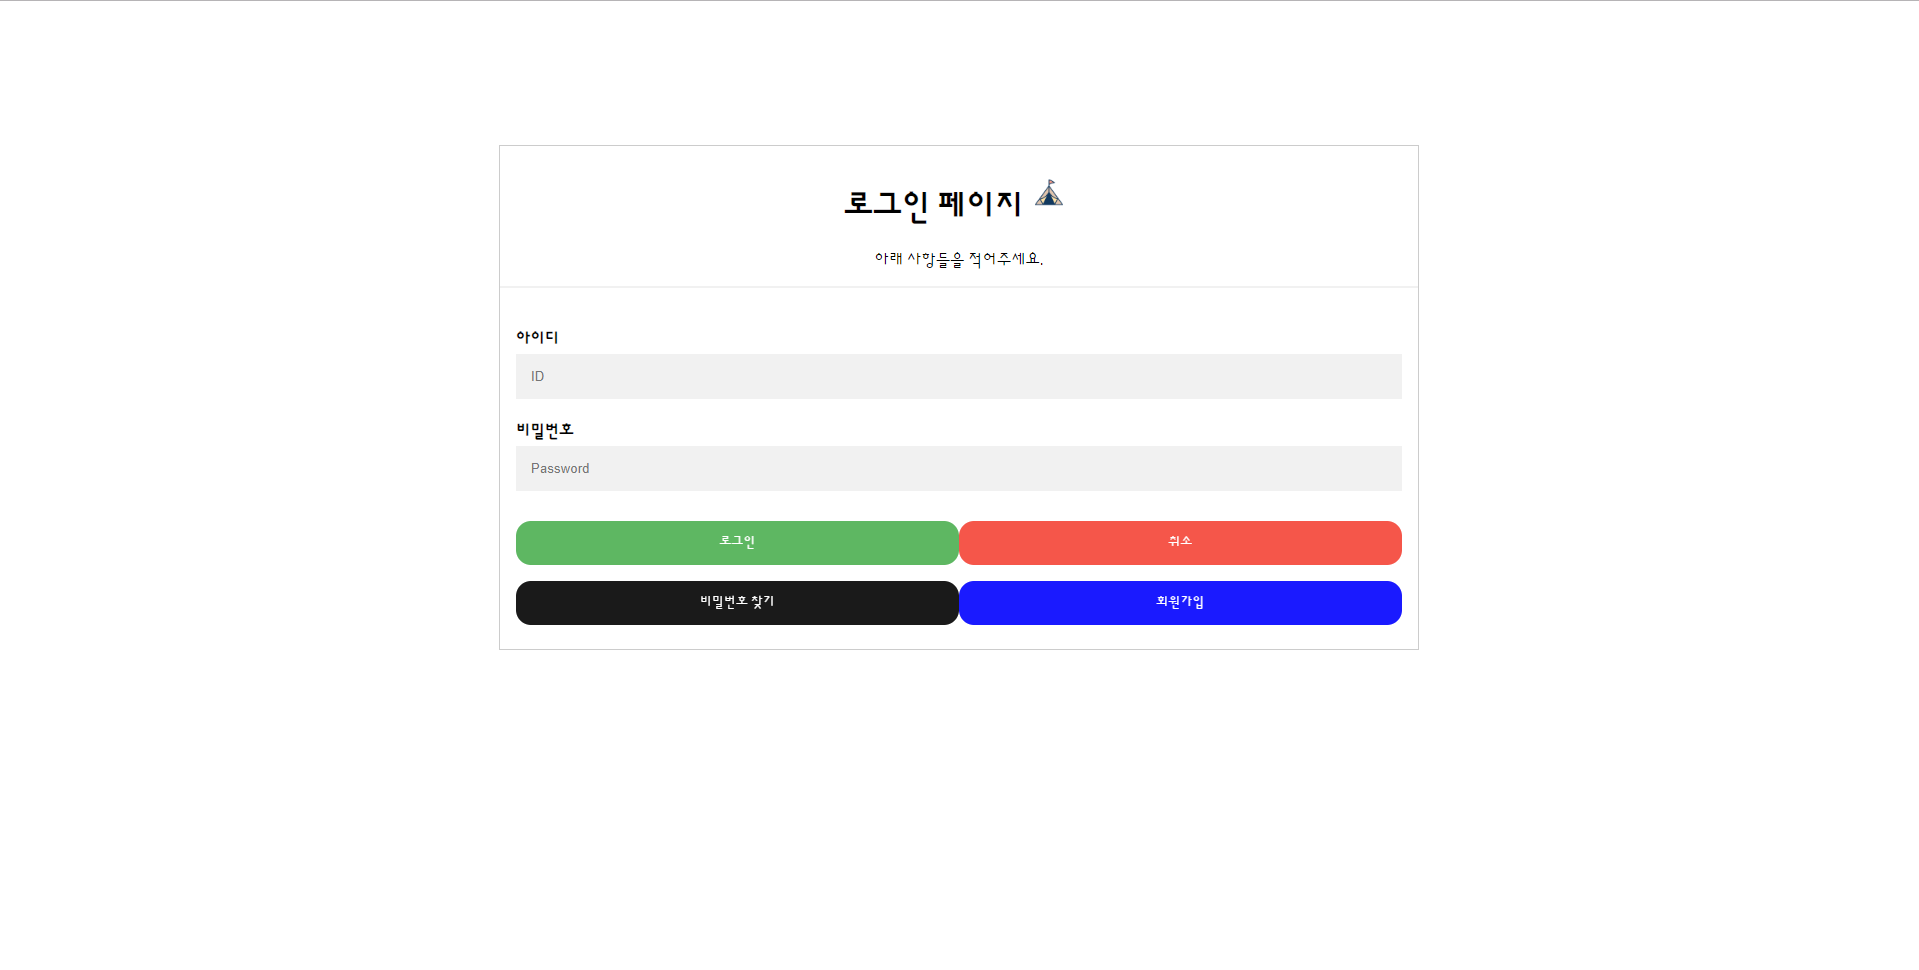 로그인 페이지
아래 사항들을 적어주세요.
아이디
ID
비밀번호
Password
로그인 취소
비밀번호 찾기 회원가입